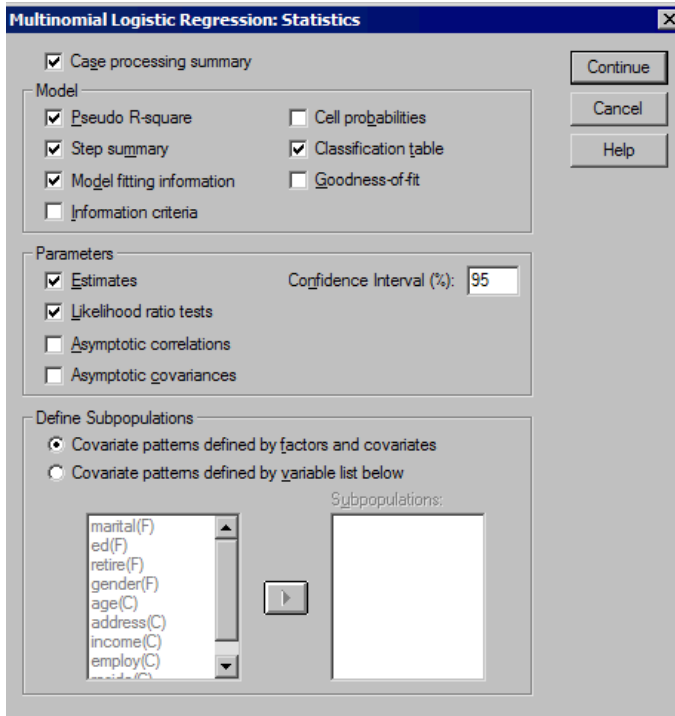 Multinomial Logistic Regression: Statistics
Case processing summary
Continue
Cancel
Help
Model
Pseudo R-square
Cell probabilities
Step summary
Classification table
Model fitting information
Goodness-of-fit
Information criteria
Parameters
Estimates
Confidence Interval (%): 95
Likelihood ratio tests
Asymptotic correlations
Asymptotic covariances
Define Subpopulations
Covariate patterns defined by factors and covariates
Covariate patterns defined by variable list below
Subpopulations:
marital(F)
ed(F)
retire(F)
gender(F)
age(C)
address(C)
income(C)
employ(C)